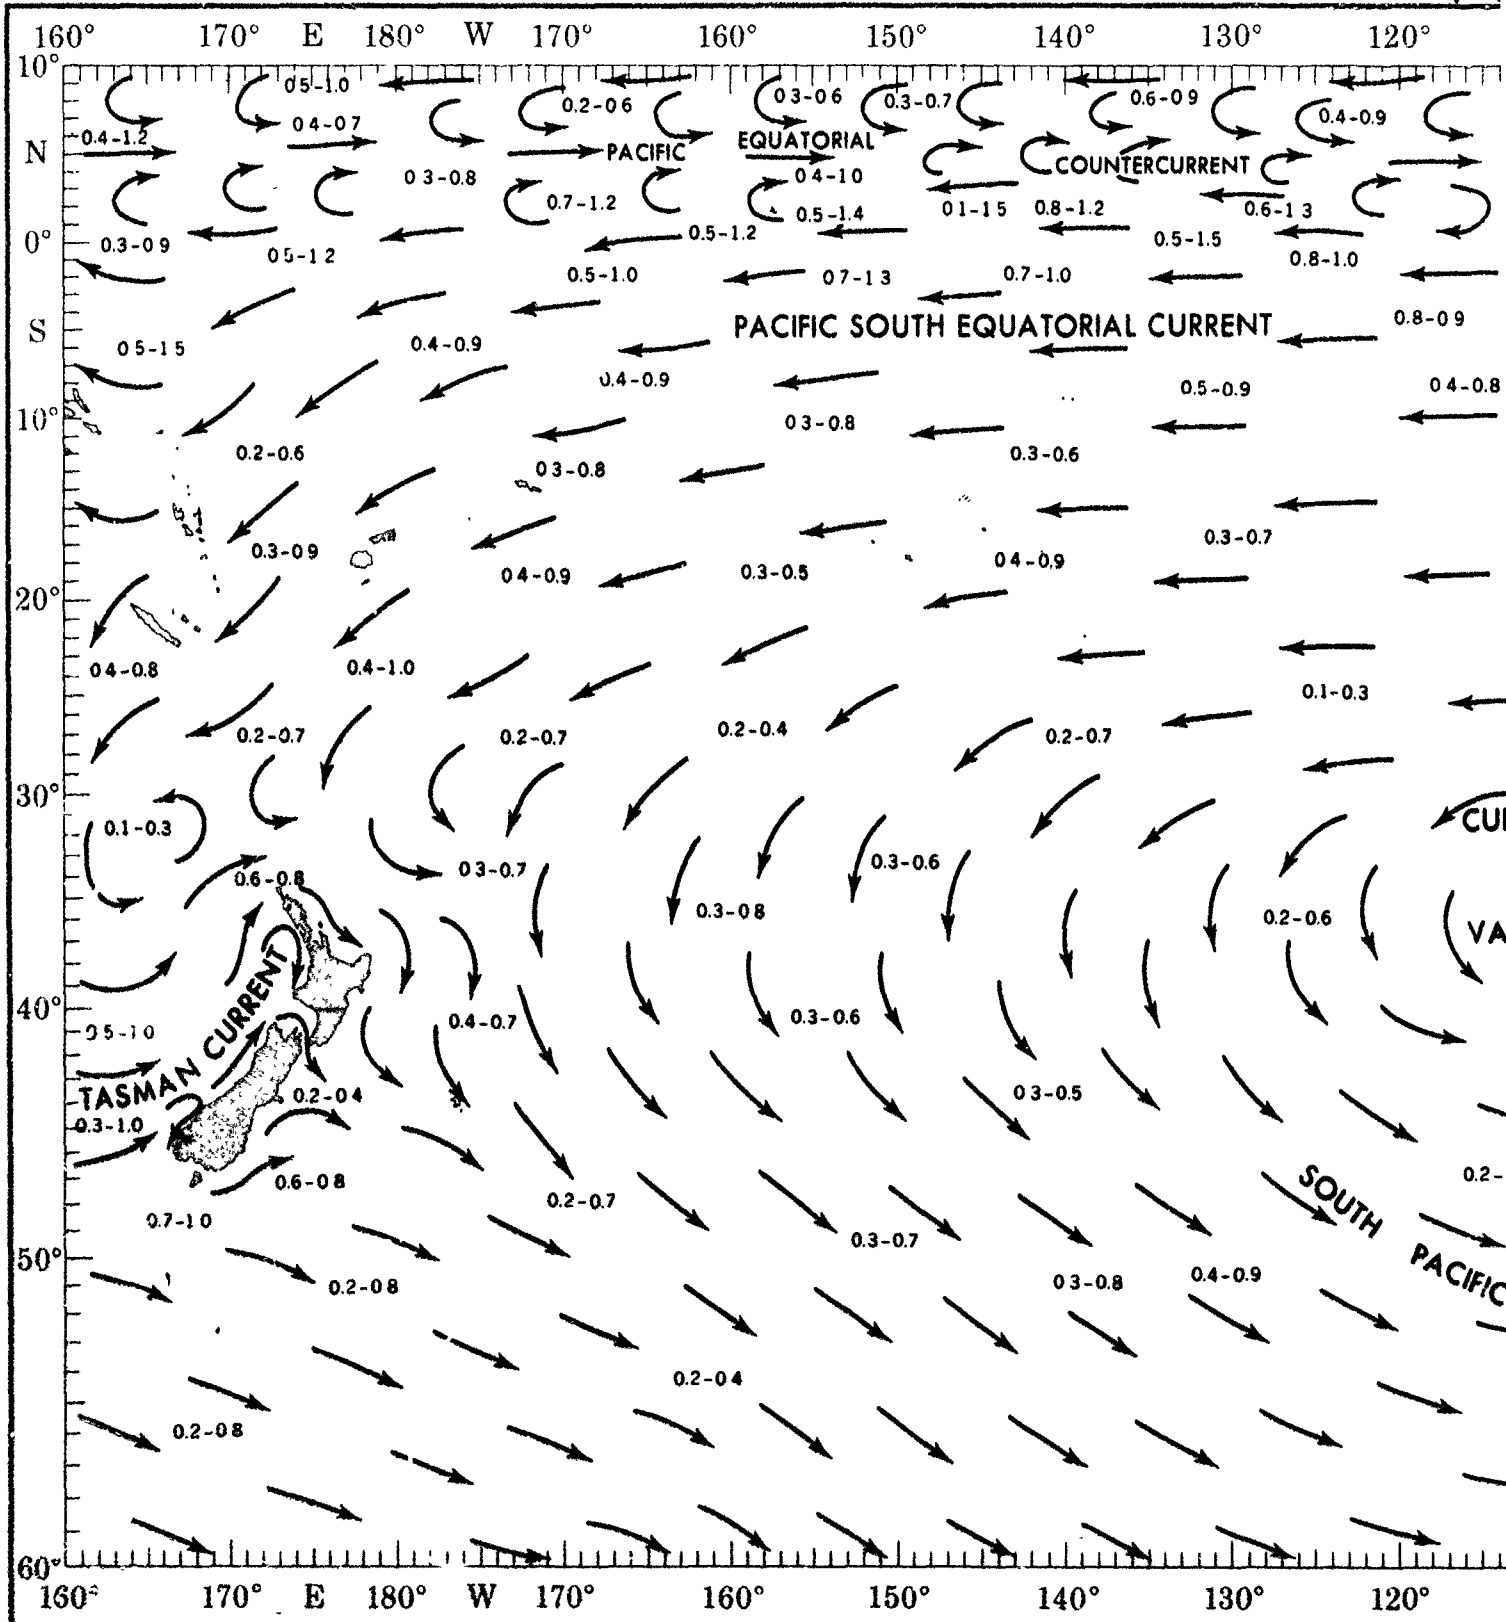 160° 170° E 180° W 170° 160° 150° 140° 130° 120°
10°
0.5-1.0 0.2-0.6 0.3-0.6 0.3-0.7 0.6-0.9 0.4-0.9
0.4-1.2 0.4-0.7
N PACIFIC EQUATORIAL COUNTERCURRENT
0 3-0.8 0 4-10
0.7-1.2 0.5-1.4 0 1-1 5 0.8-1.2 0.6-1 3
0° 0.3-0 9 0 5-1 2 0.5-1.2 0.5-1.5
0.5-1.0 0.7-1 3 0.7-1.0 0.8-1.0
S PACIFIC SOUTH EQUATORIAL CURRENT 0.8-0 9
0 5-1 5 0.4-0.9
0.4-0.9 0.5-0.9 0 4-0.8
10° 0.3-0.8
0.2-0.6 0 3-0.8 0.3-0.6
0.3-0 9 0.3-0.7
0 4-0.9 0.3-0.5 0 4-0.9
20°
0 4-0.8 0.4-1.0 0.1-0.3
0.2-0.7 0.2-0.7 0.2-0.4 0.2-0.7
30°
0.1-0.3 CUI
0.6-0.8 0 3-0.7 0.3-0.6
0.3-0 8 0.2-0.6
VA
40°
0.5-1 0 TASMAN CURRENT 0.4-0.7 0.3-0.6
0.3-1.0 0.2-0 4 0 3-0.5
0.6-0 8 0.2-0.7 SOUTH 0.2-
0.7-1 0 0.3-0.7
50° 0.2-0 8 0 3-0.8 0.4-0.9 PACIFIC
0.2-0 4
0.2-0.8
60°
160° 170° E 180° W 170° 160° 150° 140° 130° 120°